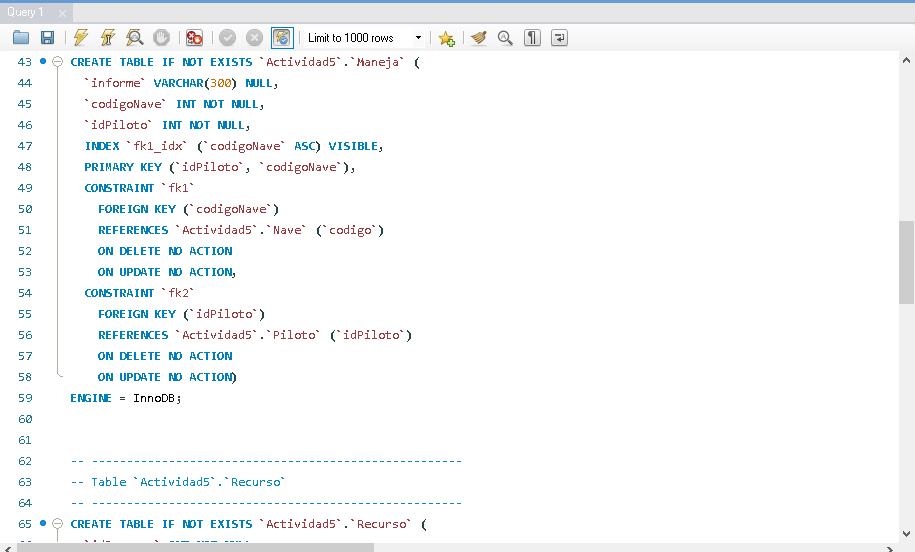 Query 1
Limit to 1000 rows
43 CREATE TABLE IF NOT EXISTS `Actividad5`.`Maneja` (
44 `informe` VARCHAR(300) NULL,
45 `codigoNave` INT NOT NULL,
46 `idPiloto` INT NOT NULL,
47 INDEX `fk1_idx` (`codigoNave` ASC) VISIBLE,
48 PRIMARY KEY (`idPiloto`, `codigoNave`),
49 CONSTRAINT `fk1`
50 FOREIGN KEY (`codigoNave`)
51 REFERENCES `Actividad5`.`Nave` (`codigo`)
52 ON DELETE NO ACTION
53 ON UPDATE NO ACTION,
54 CONSTRAINT `fk2`
55 FOREIGN KEY (`idPiloto`)
56 REFERENCES `Actividad5`.`Piloto` (`idPiloto`)
57 ON DELETE NO ACTION
58 ON UPDATE NO ACTION)
59 ENGINE = InnoDB;
60
61
62 -- -----------------------------------------------------
63 -- Table `Actividad5`.`Recurso`
64 -- -----------------------------------------------------
65 CREATE TABLE IF NOT EXISTS `Actividad5`.`Recurso` (